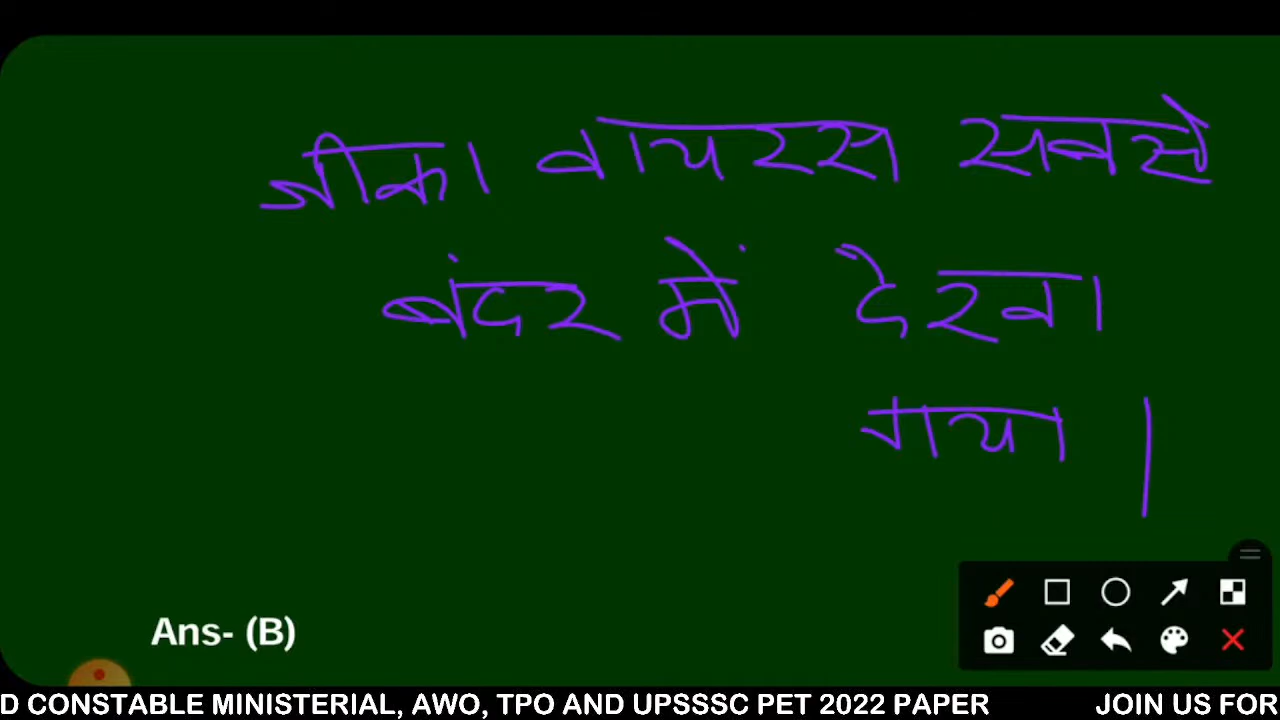 जीका वायरस सबसे
बंदर में देखा
गया |
Ans- (B)
D CONSTABLE MINISTERIAL, AWO, TPO AND UPSSSC PET 2022 PAPER JOIN US FOR